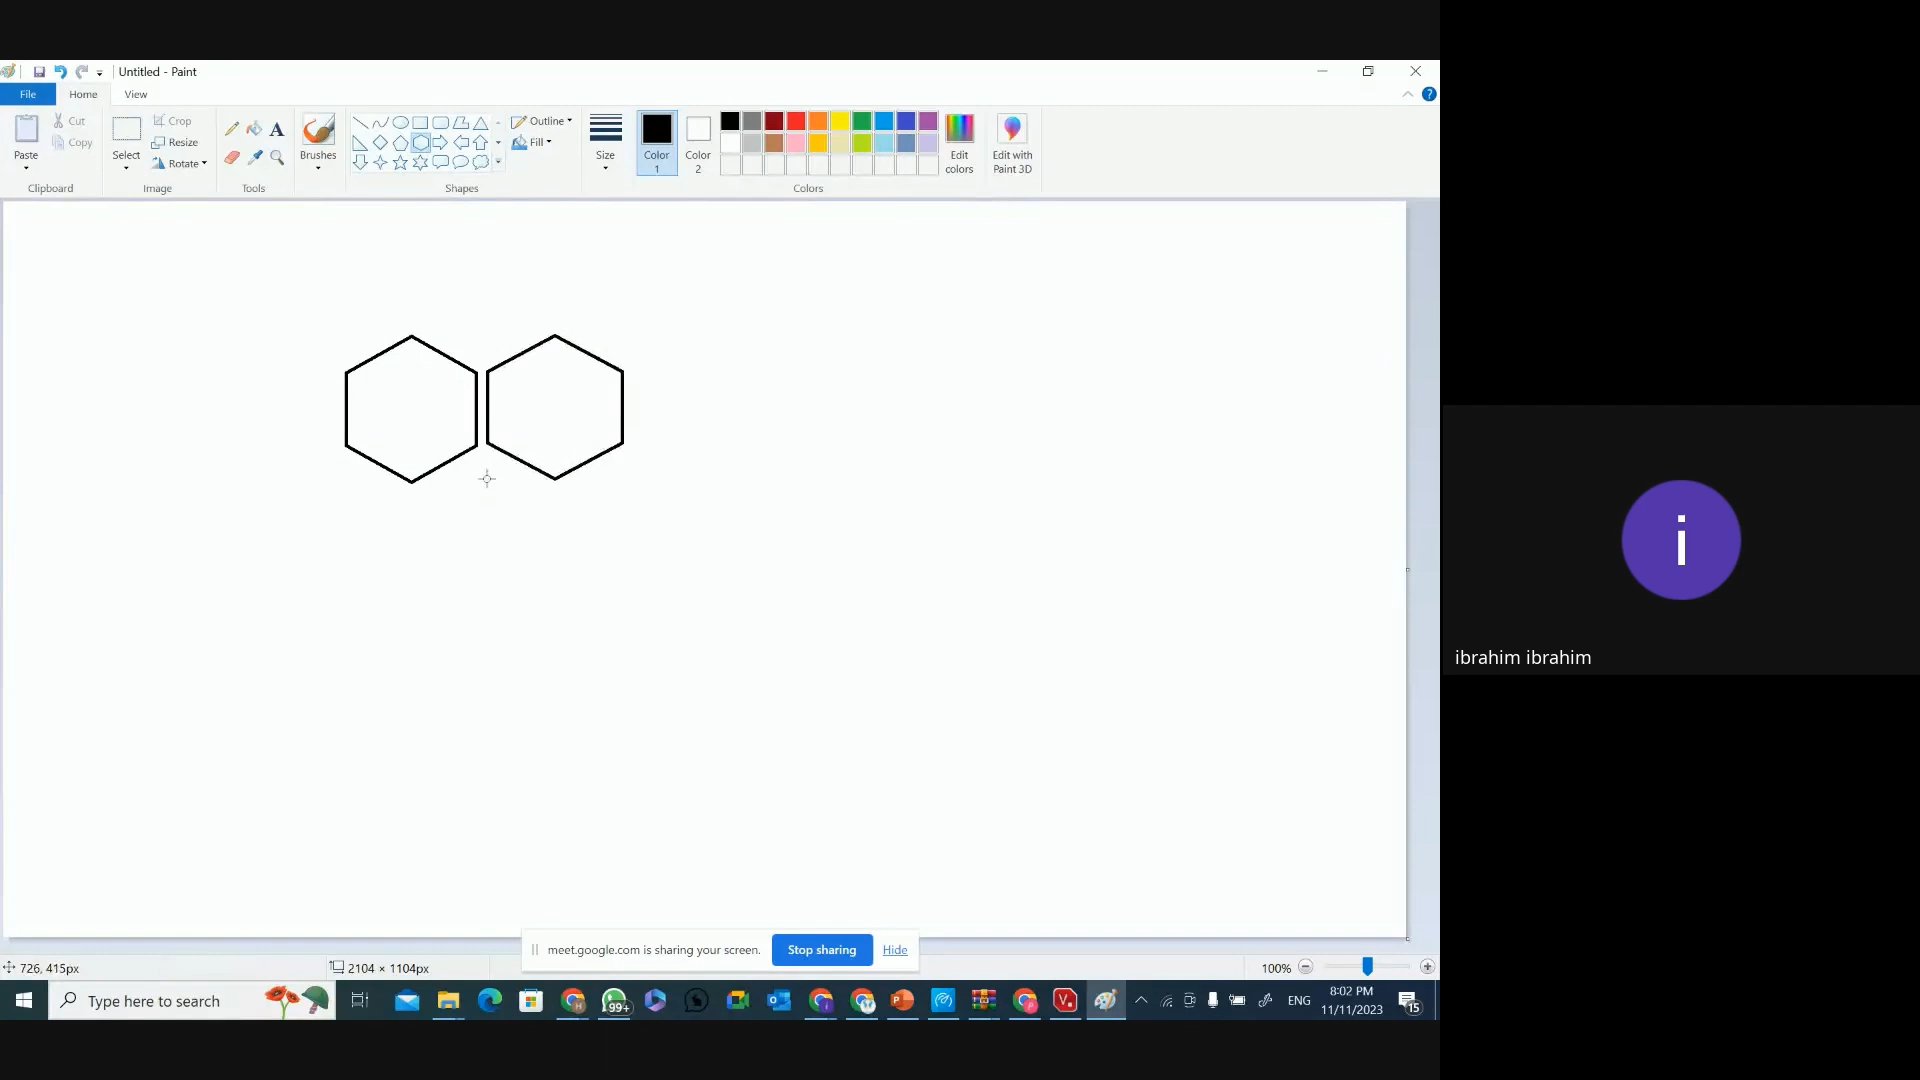 Untitled - Paint
File Home View
Paste Cut Copy Clipboard
Select Crop Resize Rotate Image
A
Tools
Brushes
Outline Fill Shapes
Size
Color 1
Color 2
Edit colors
Colors
Edit with Paint 3D
?
i
ibrahim ibrahim
meet.google.com is sharing your screen. Stop sharing Hide
726, 415px 2104 × 1104px 100%
Type here to search 99+ P V. ENG 8:02 PM
11/11/2023 15